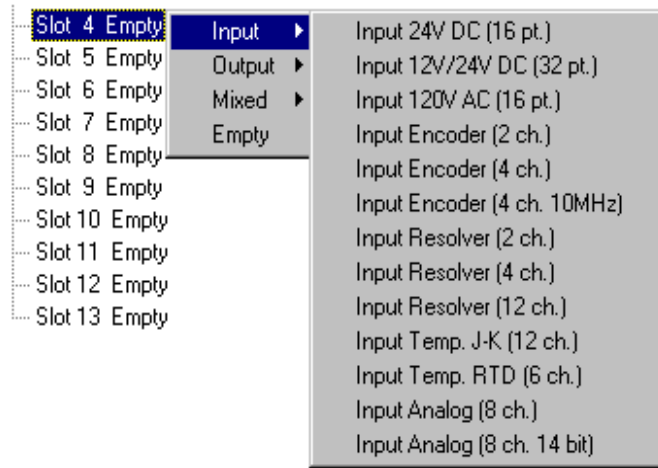 Slot 4 Empty
Slot 5 Empty
Slot 6 Empty
Slot 7 Empty
Slot 8 Empty
Slot 9 Empty
Slot 10 Empty
Slot 11 Empty
Slot 12 Empty
Slot 13 Empty
Input
Output
Mixed
Empty
Input 24V DC (16 pt.)
Input 12V/24V DC (32 pt.)
Input 120V AC (16 pt.)
Input Encoder (2 ch.)
Input Encoder (4 ch.)
Input Encoder (4 ch. 10MHz)
Input Resolver (2 ch.)
Input Resolver (4 ch.)
Input Resolver (12 ch.)
Input Temp. J-K (12 ch.)
Input Temp. RTD (6 ch.)
Input Analog (8 ch.)
Input Analog (8 ch. 14 bit)